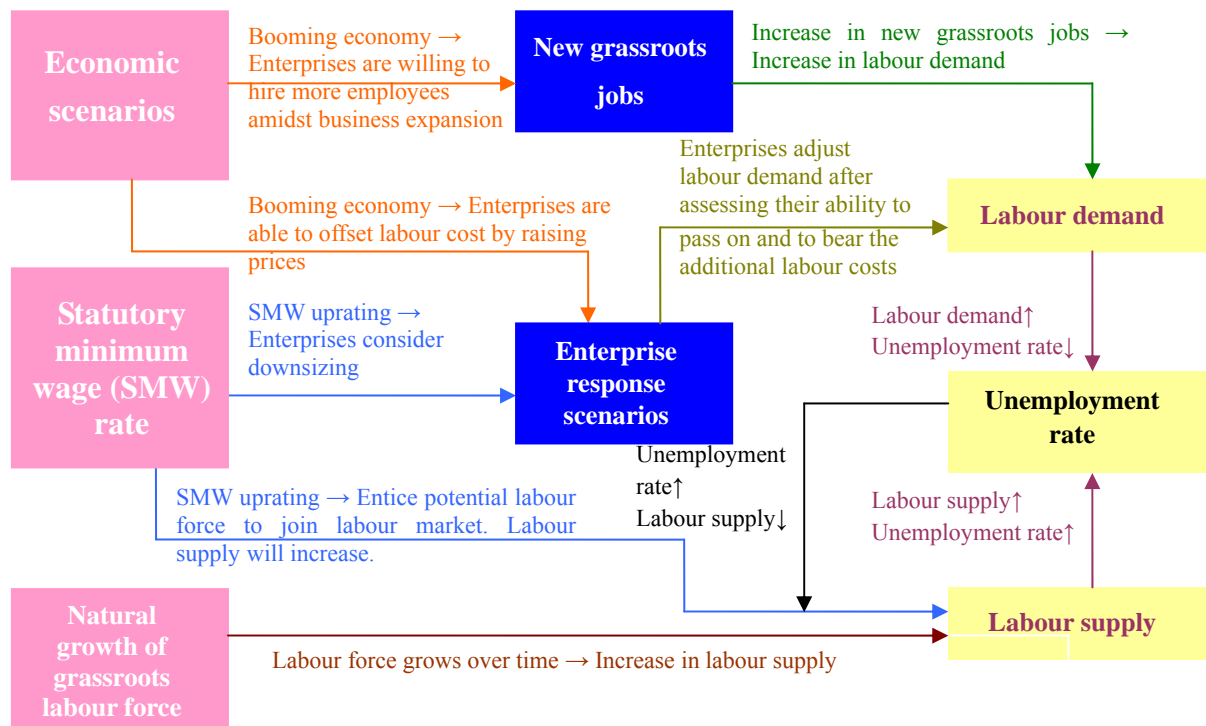 Economic
scenarios
Booming economy →
Enterprises are willing to
hire more employees
amidst business expansion
New grassroots
jobs
Increase in new grassroots jobs →
Increase in labour demand
Enterprises adjust
labour demand after
assessing their ability to
pass on and to bear the
additional labour costs
Labour demand
Booming economy → Enterprises are
able to offset labour cost by raising
prices
Statutory
minimum
wage (SMW)
rate
SMW uprating →
Enterprises consider
downsizing
Enterprise
response
scenarios
Labour demand↑
Unemployment rate↓
Unemployment
rate
Unemployment
rate↑
Labour supply↓
SMW uprating → Entice potential labour
force to join labour market. Labour
supply will increase.
Labour supply↑
Unemployment rate↑
Natural
growth of
grassroots
labour force
Labour supply
Labour force grows over time → Increase in labour supply